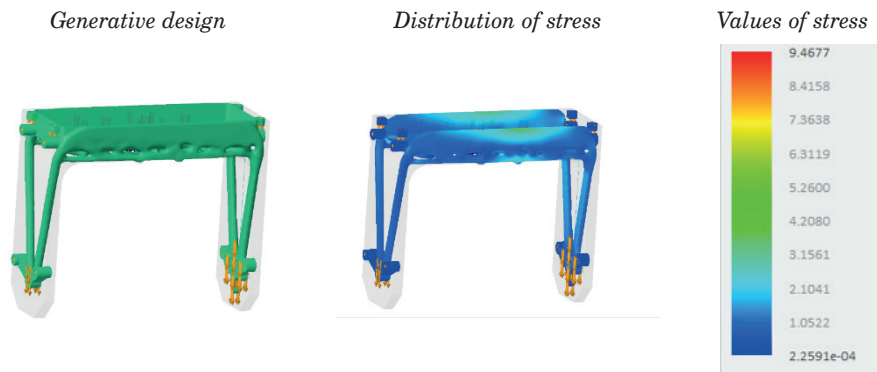 Generative design
Distribution of stress
Values of stress
9.4677
8.4158
7.3638
6.3119
5.2600
4.2080
3.1561
2.1041
1.0522
2.2591e-04